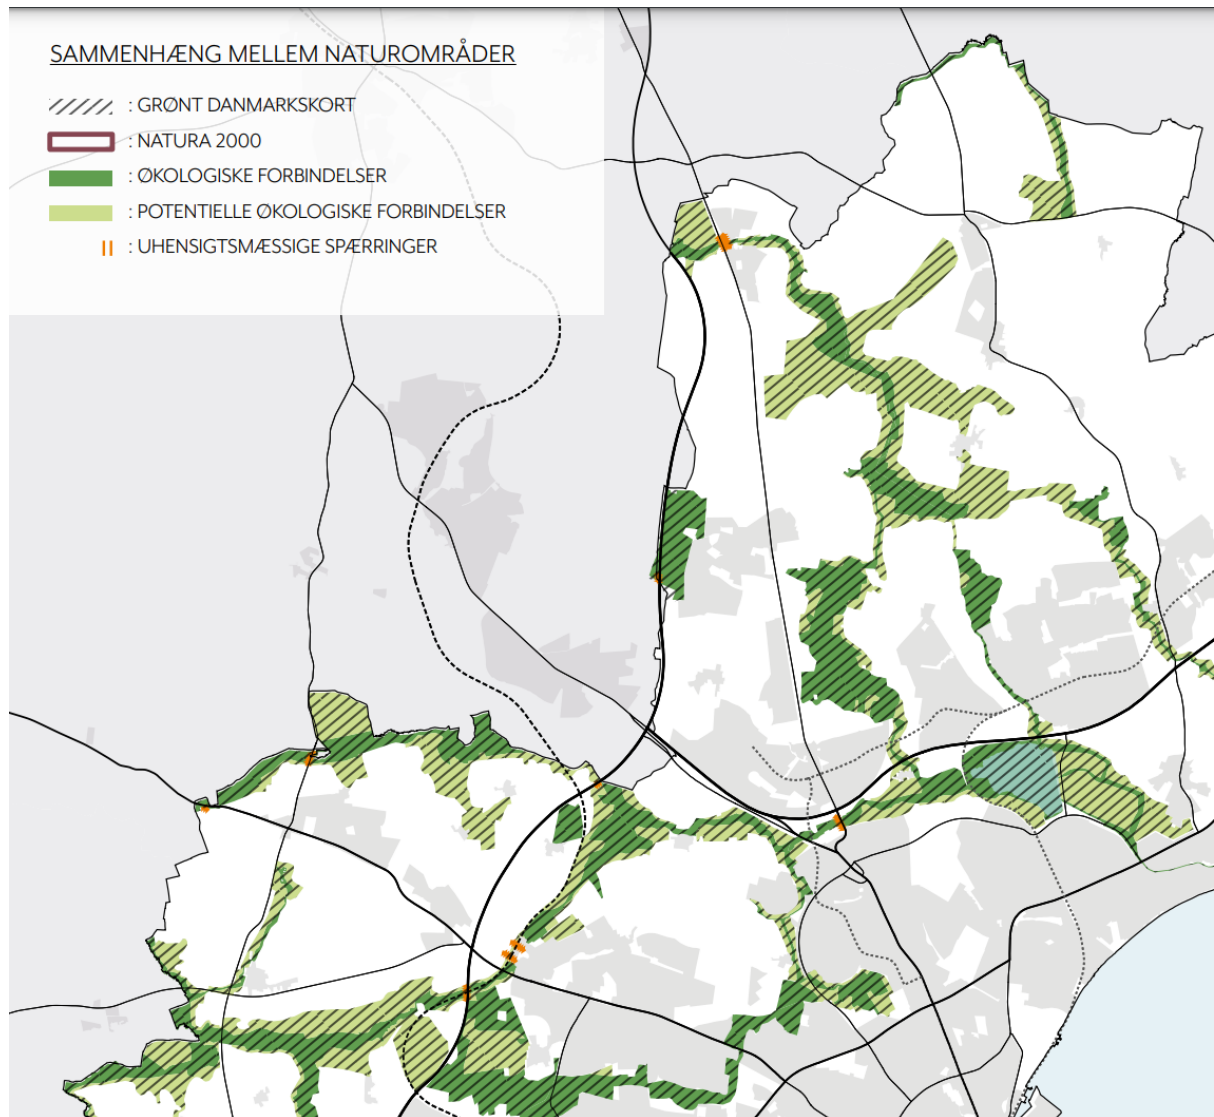 SAMMENHÆNG MELLEM NATUROMRÅDER
: GRØNT DANMARKSKORT
: NATURA 2000
: ØKOLOGISKE FORBINDELSER
: POTENTIELLE ØKOLOGISKE FORBINDELSER
: UHENSIGTSMÆSSIGE SPÆRRINGER